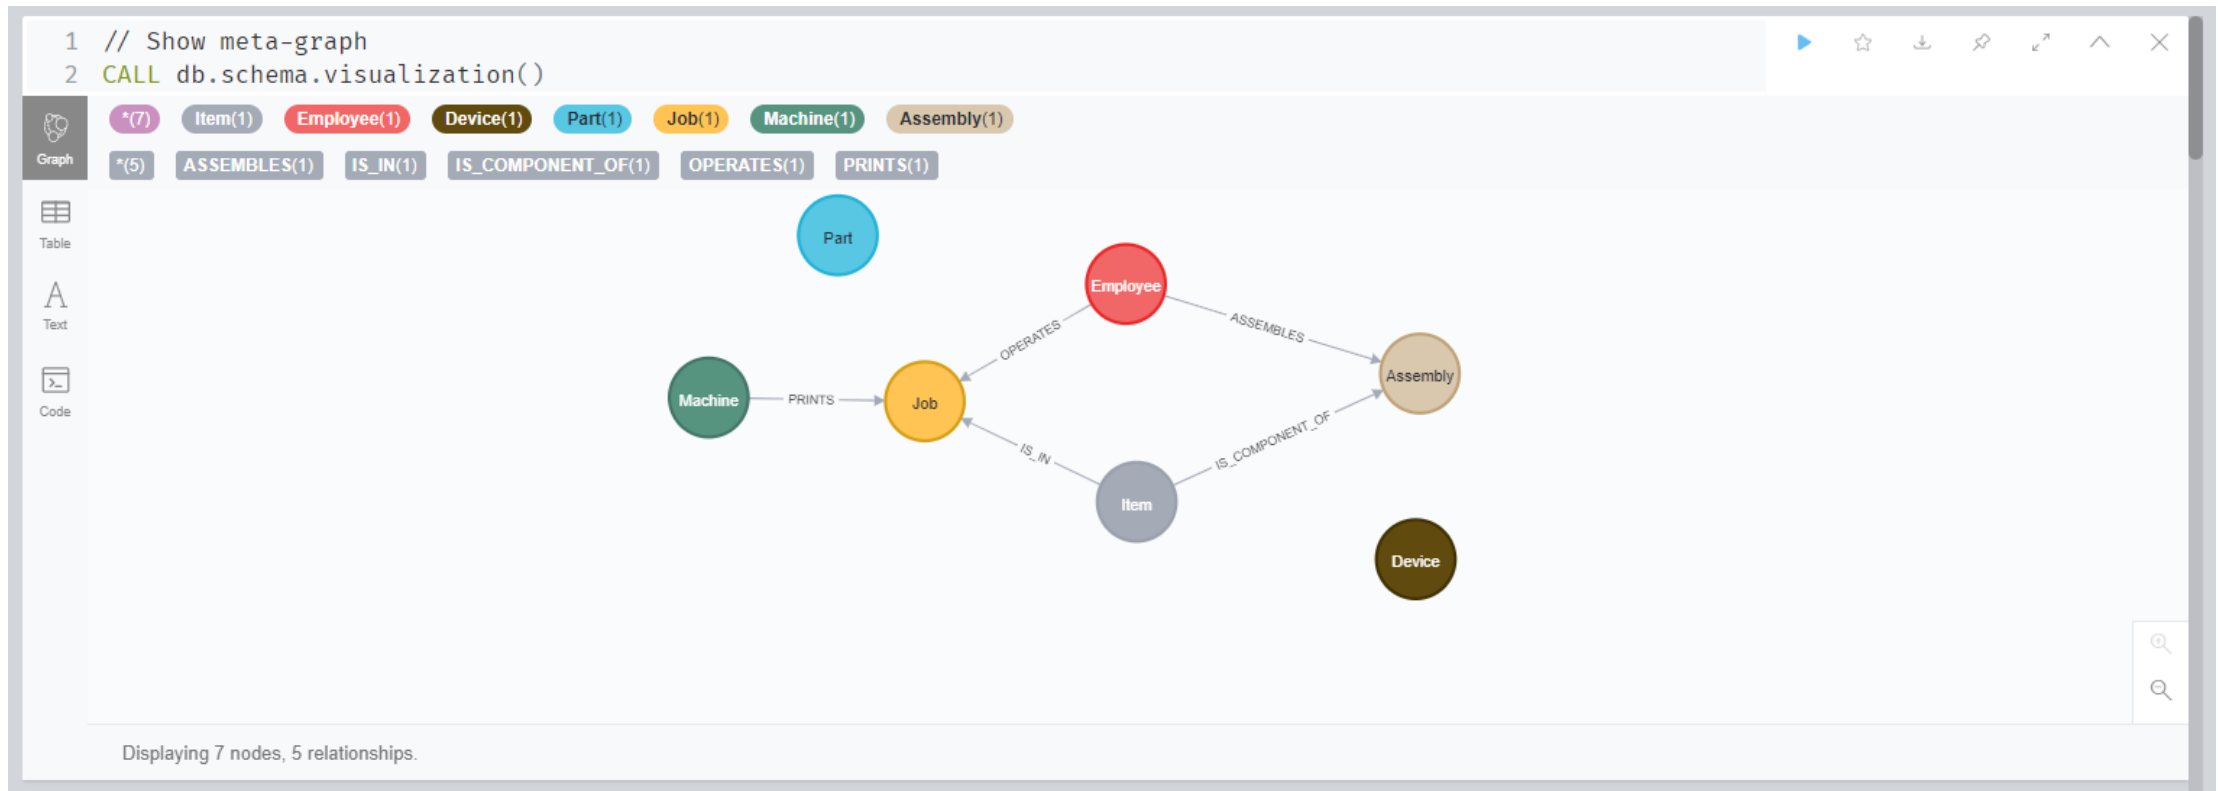 1 // Show meta-graph
2 CALL db.schema.visualization()
*(7) Item(1) Employee(1) Device(1) Part(1) Job(1) Machine(1) Assembly(1)
Graph
*(5) ASSEMBLES(1) IS_IN(1) IS_COMPONENT_OF(1) OPERATES(1) PRINTS(1)
Table
Text
Code
Part
Employee
ASSEMBLES
OPERATES
Assembly
Machine
PRINTS
Job
IS_COMPONENT_OF
IS_IN
Item
Device
Displaying 7 nodes, 5 relationships.